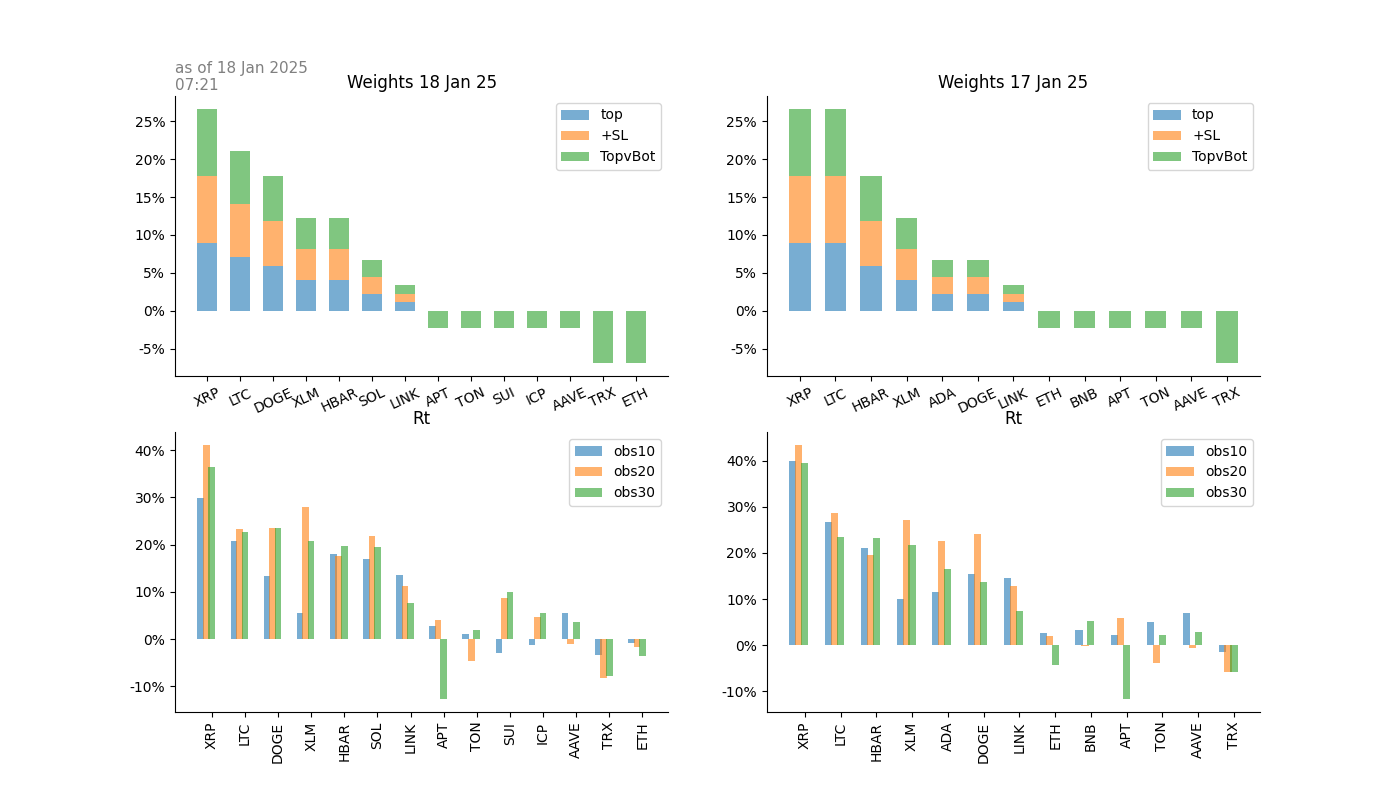 as of 18 Jan 2025
07:21
Weights 18 Jan 25
25%
20%
15%
10%
5%
0%
-5%
top
+SL
TopvBot
XRP LTC DOGE XLM HBAR SOL LINK APT TON SUI ICP AAVE TRX ETH
Weights 17 Jan 25
25%
20%
15%
10%
5%
0%
-5%
top
+SL
TopvBot
XRP LTC HBAR XLM ADA DOGE LINK ETH BNB APT TON AAVE TRX
Rt
40%
30%
20%
10%
0%
-10%
obs10
obs20
obs30
XRP LTC DOGE XLM HBAR SOL LINK APT TON SUI ICP AAVE TRX ETH
Rt
40%
30%
20%
10%
0%
-10%
obs10
obs20
obs30
XRP LTC HBAR XLM ADA DOGE LINK ETH BNB APT TON AAVE TRX